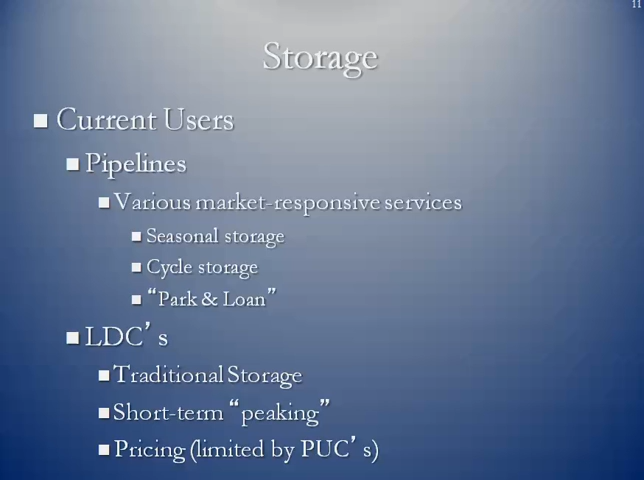 11
Storage
Current Users
Pipelines
Various market-responsive services
Seasonal storage
Cycle storage
“Park & Loan”
LDC’s
Traditional Storage
Short-term “peaking”
Pricing (limited by PUC’s)